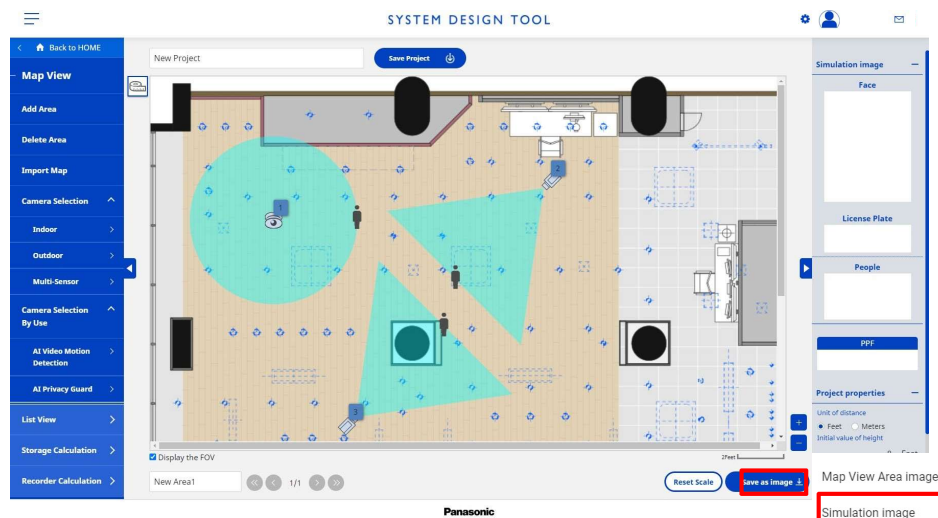 SYSTEM DESIGN TOOL
< Back to HOME
Map View
Add Area
Delete Area
Import Map
Camera Selection
Indoor
Outdoor
Multi-Sensor
Camera Selection
By Use
AI Video Motion
Detection
AI Privacy Guard
List View
Storage Calculation
Recorder Calculation
New Project
Save Project
1
2
3
Display the FOV
2Feet
New Area1
1/1
Reset Scale
Save as image
Simulation image
Face
License Plate
People
PPF
Project properties
Unit of distance
Feet
Meters
Initial value of height
Map View Area image
Simulation image
Panasonic